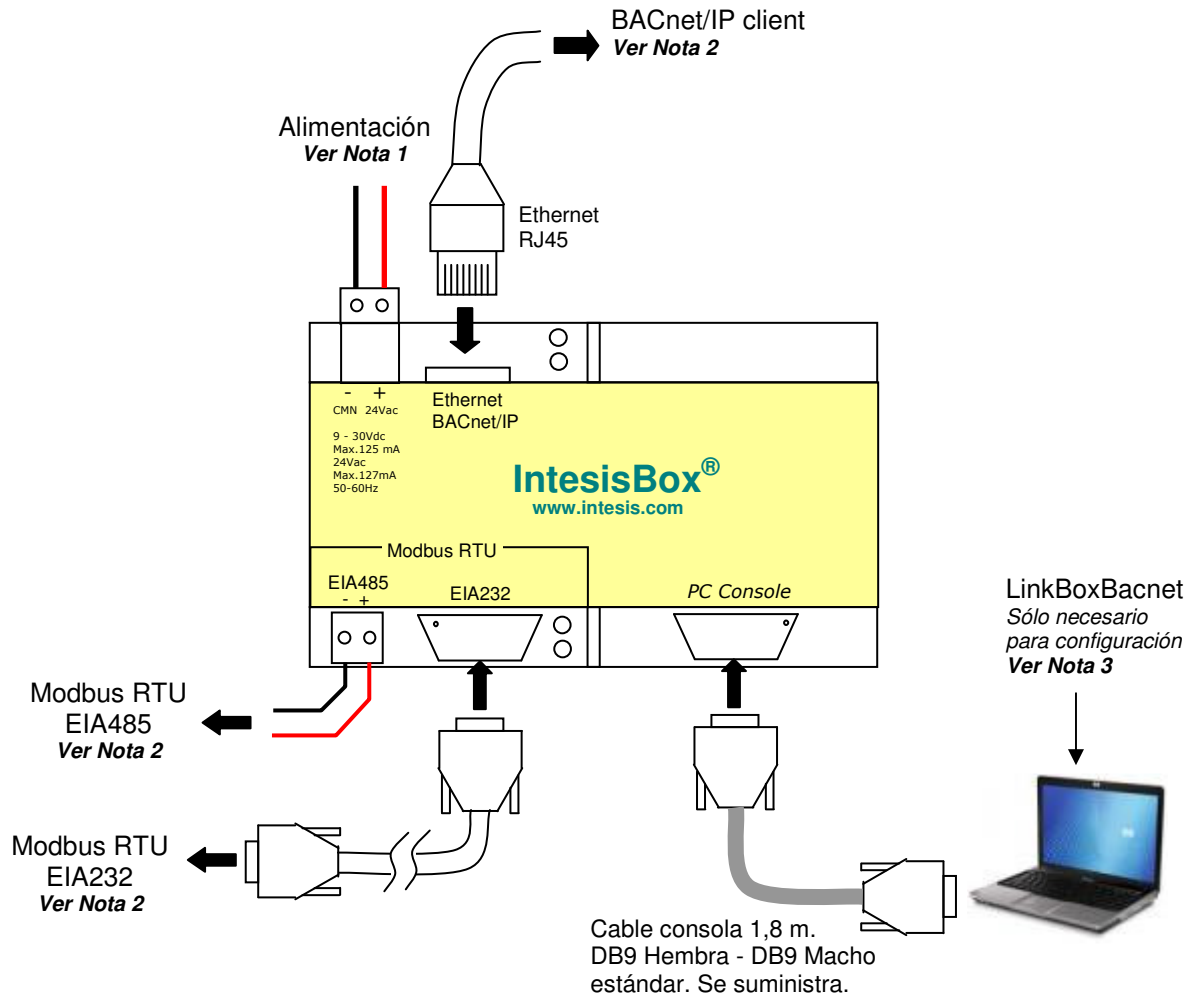 BACnet/IP client
Ver Nota 2
Alimentación
Ver Nota 1
Ethernet
RJ45
- +
CMN 24Vac
9 - 30Vdc
Max.125 mA
24Vac
Max.127mA
50-60Hz
Ethernet
BACnet/IP
IntesisBox®
www.intesis.com
Modbus RTU
EIA485
- +
EIA232
PC Console
LinkBoxBacnet
Sólo necesario
para configuración
Ver Nota 3
Modbus RTU
EIA485
Ver Nota 2
Modbus RTU
EIA232
Ver Nota 2
Cable consola 1,8 m.
DB9 Hembra - DB9 Macho
estándar. Se suministra.